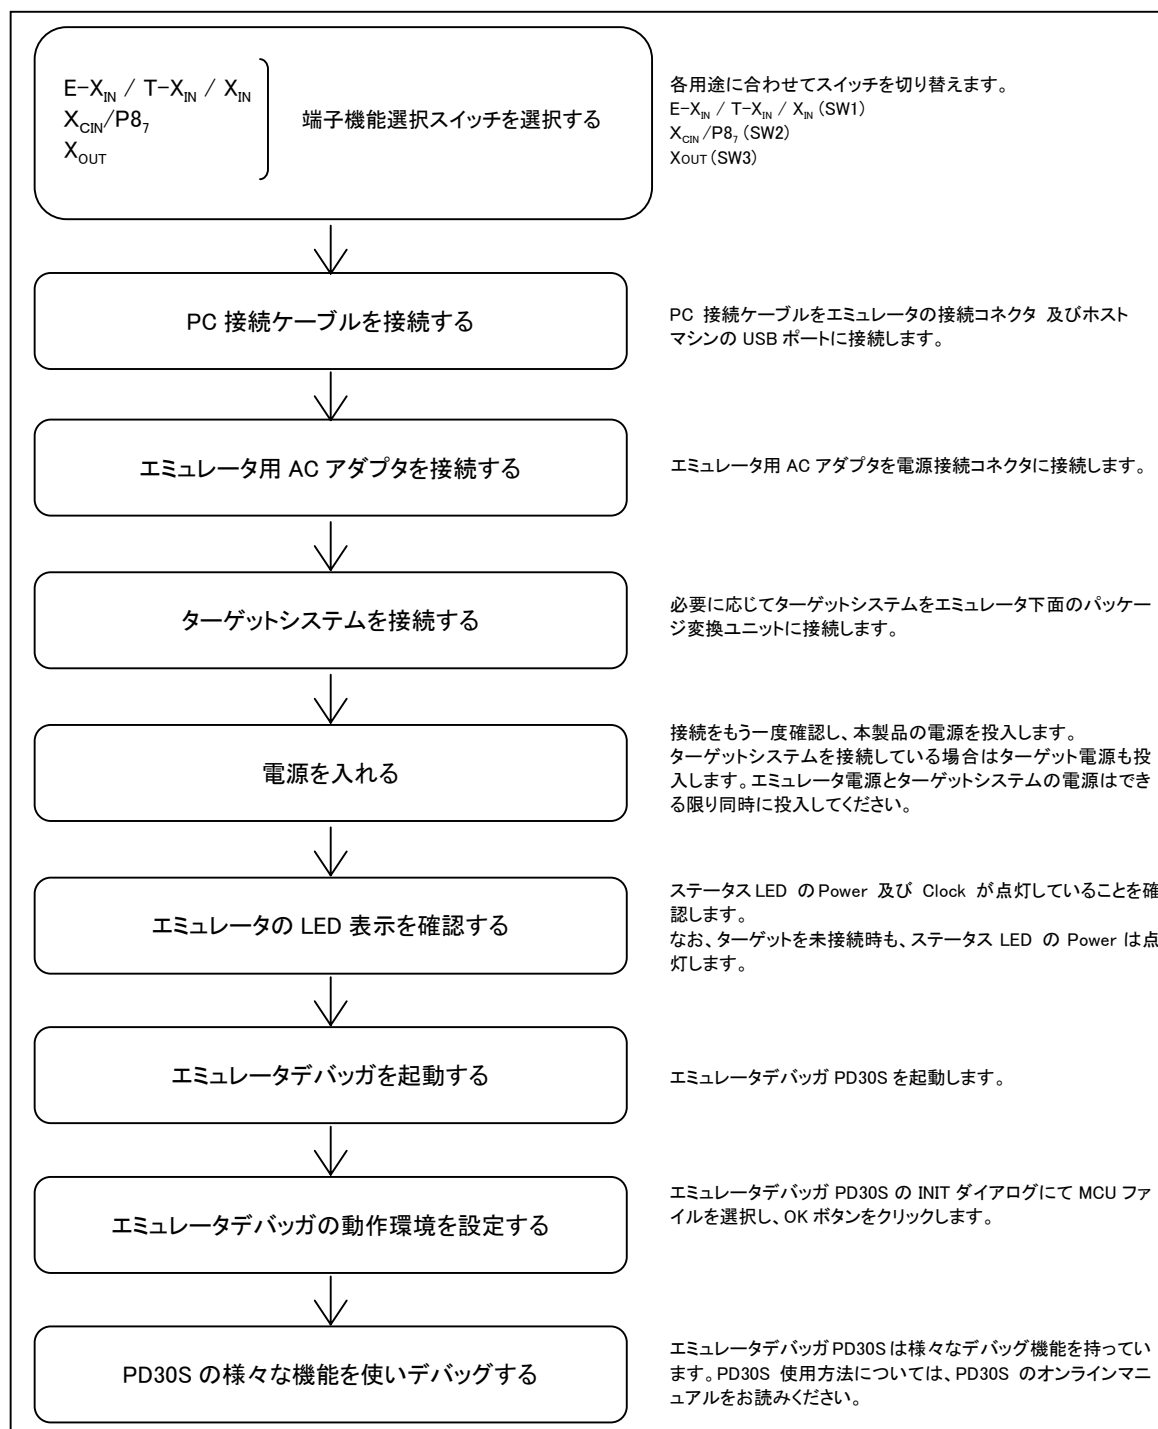 E-X_IN / T-X_IN / X_IN
X_CIN/P8_7
X_OUT
端子機能選択スイッチを選択する
各用途に合わせてスイッチを切り替えます。
E-X_IN / T-X_IN / X_IN (SW1)
X_CIN /P8_7 (SW2)
XOUT (SW3)
PC 接続ケーブルを接続する
PC 接続ケーブルをエミュレータの接続コネクタ 及びホスト
マシンの USB ポートに接続します。
エミュレータ用 AC アダプタを接続する
エミュレータ用 AC アダプタを電源接続コネクタに接続します。
ターゲットシステムを接続する
必要に応じてターゲットシステムをエミュレータ下面のパッケー
ジ変換ユニットに接続します。
電源を入れる
接続をもう一度確認し、本製品の電源を投入します。
ターゲットシステムを接続している場合はターゲット電源も投
入します。エミュレータ電源とターゲットシステムの電源はでき
る限り同時に投入してください。
エミュレータの LED 表示を確認する
ステータス LED の Power 及び Clock が点灯していることを確
認します。
なお、ターゲットを未接続時も、ステータス LED の Power は点
灯します。
エミュレータデバッガを起動する
エミュレータデバッガ PD30S を起動します。
エミュレータデバッガの動作環境を設定する
エミュレータデバッガ PD30S の INIT ダイアログにて MCU ファ
イルを選択し、OK ボタンをクリックします。
PD30S の様々な機能を使いデバッグする
エミュレータデバッガ PD30S は様々なデバッグ機能を持ってい
ます。PD30S 使用方法については、PD30S のオンラインマニ
ュアルをお読みください。